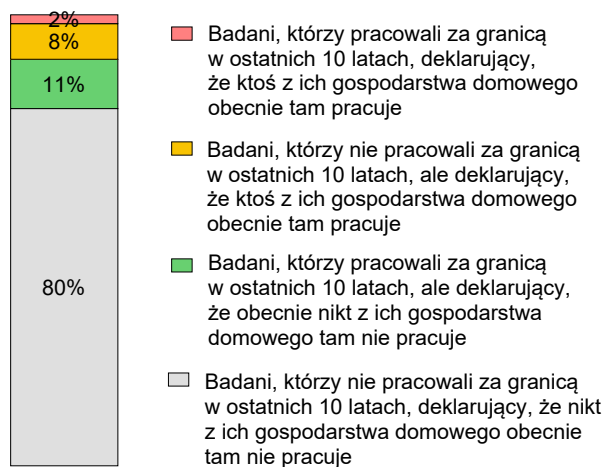 2%
8%
11%
80%
Badani, którzy pracowali za granicą
w ostatnich 10 latach, deklarujący,
że ktoś z ich gospodarstwa domowego
obecnie tam pracuje
Badani, którzy nie pracowali za granicą
w ostatnich 10 latach, ale deklarujący,
że ktoś z ich gospodarstwa domowego
obecnie tam pracuje
Badani, którzy pracowali za granicą
w ostatnich 10 latach, ale deklarujący,
że obecnie nikt z ich gospodarstwa
domowego tam nie pracuje
Badani, którzy nie pracowali za granicą
w ostatnich 10 latach, deklarujący, że nikt
z ich gospodarstwa domowego obecnie
tam nie pracuje